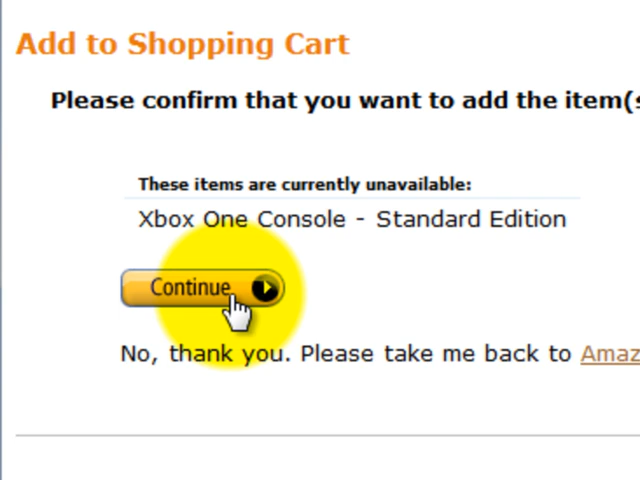 Add to Shopping Cart
Please confirm that you want to add the item(
These items are currently unavailable:
Xbox One Console - Standard Edition
Continue
No, thank you. Please take me back to Amaz